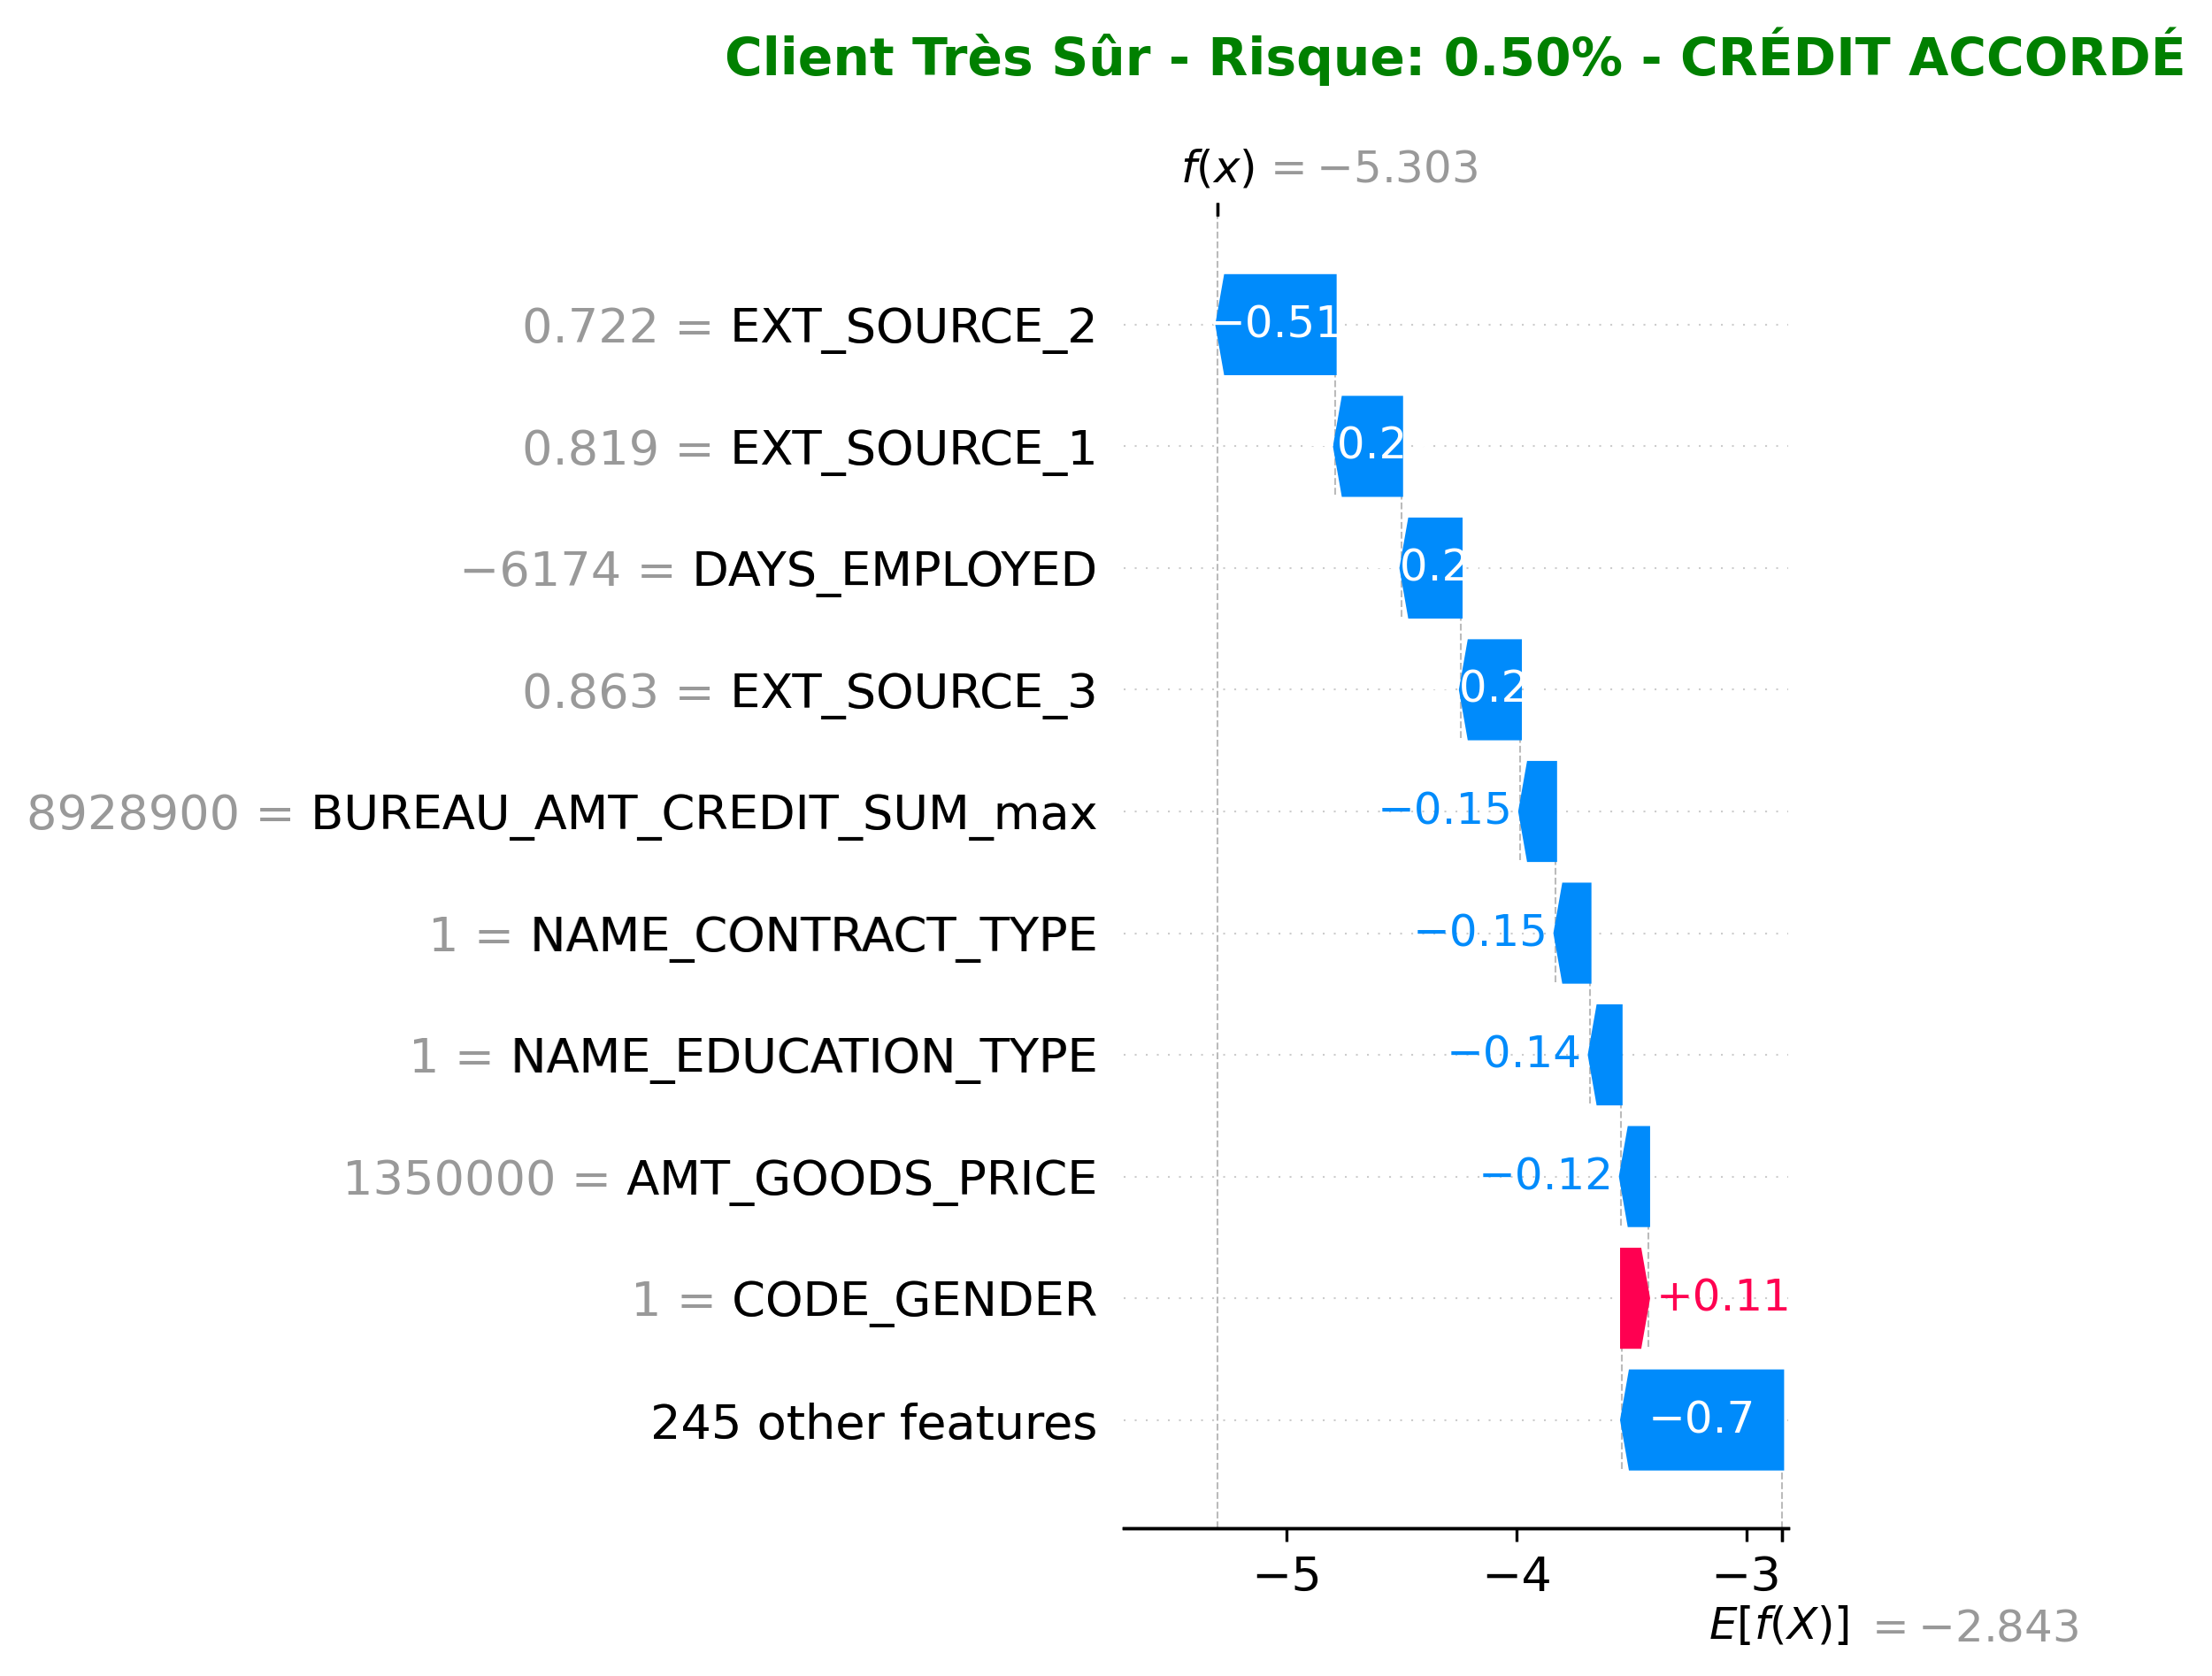 Client Très Sûr - Risque: 0.50% - CRÉDIT ACCORDÉ
f(x) = −5.303
0.722 = EXT_SOURCE_2 −0.51
0.819 = EXT_SOURCE_1 0.2
−6174 = DAYS_EMPLOYED 0.2
0.863 = EXT_SOURCE_3 0.2
8928900 = BUREAU_AMT_CREDIT_SUM_max −0.15
1 = NAME_CONTRACT_TYPE −0.15
1 = NAME_EDUCATION_TYPE −0.14
1350000 = AMT_GOODS_PRICE −0.12
1 = CODE_GENDER +0.11
245 other features −0.7
−5 −4 −3
E[f(X)] = −2.843